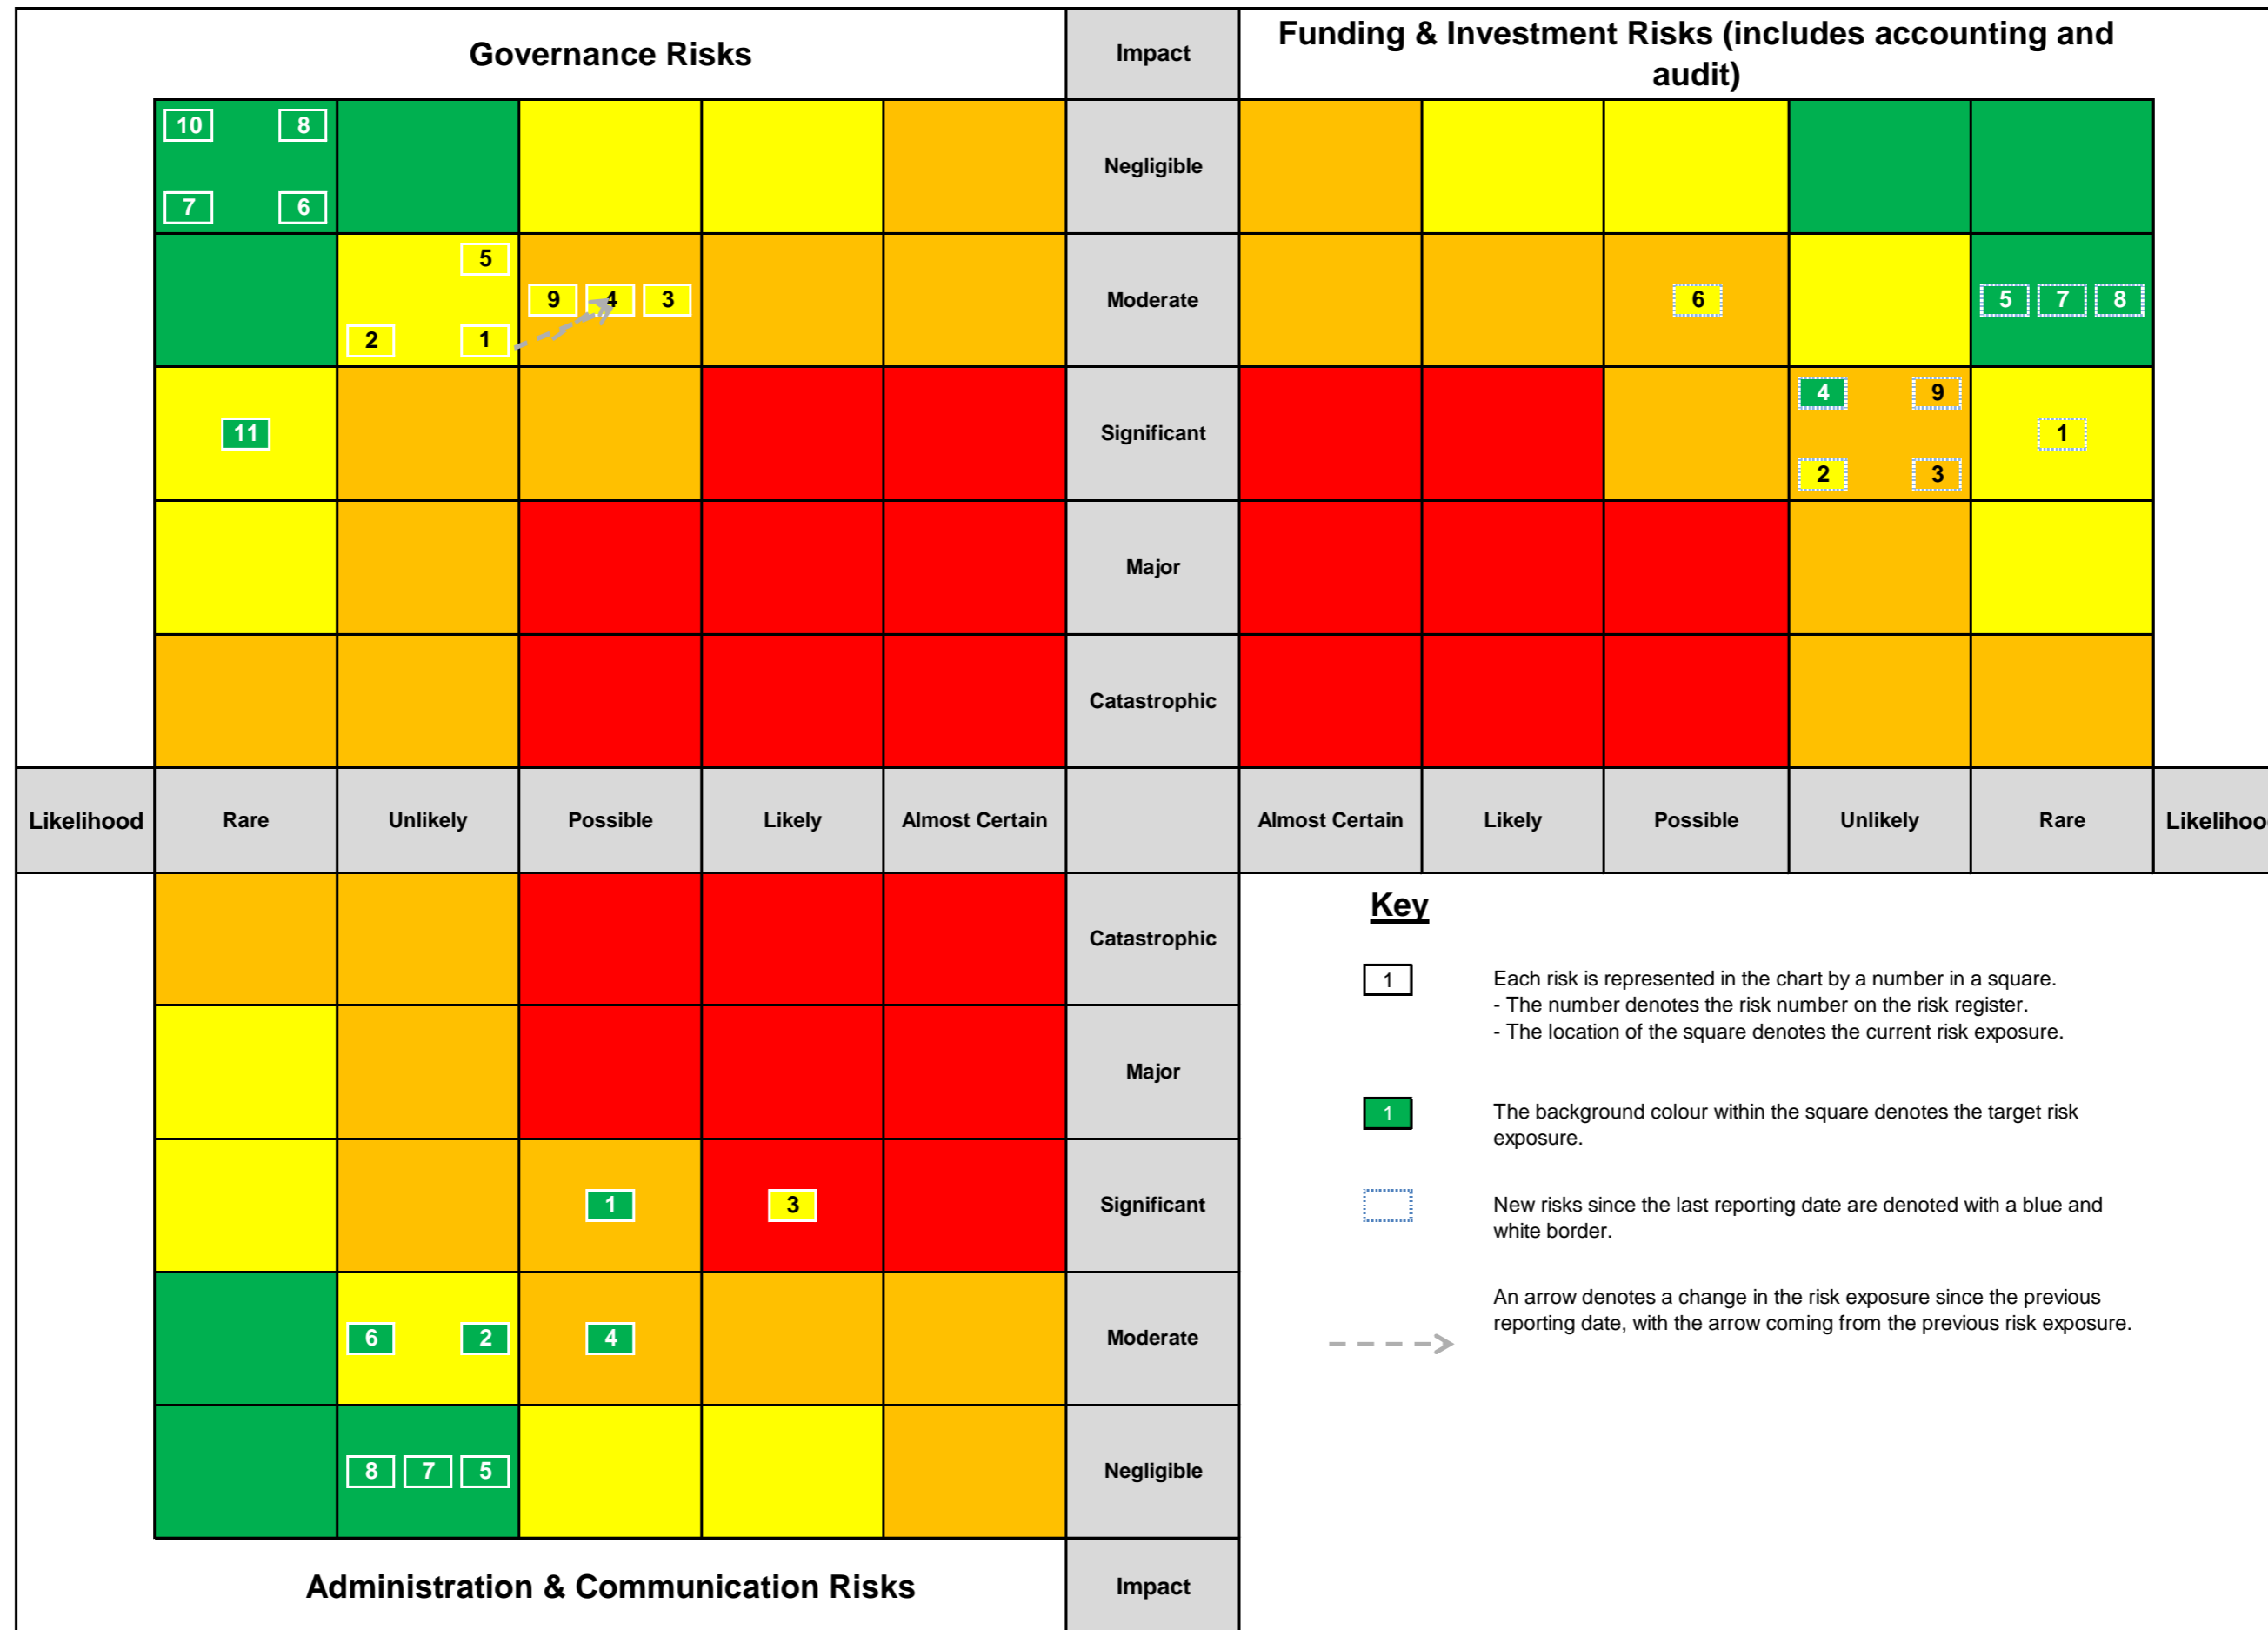 Governance Risks
Impact
Funding & Investment Risks (includes accounting and
audit)
10 8
7 6
Negligible
5
2 1
9 4 3
Moderate
6
5 7 8
11
Significant
4 9
2 3
1
Major
Catastrophic
Likelihood Rare Unlikely Possible Likely Almost Certain Almost Certain Likely Possible Unlikely Rare Likelihoo
Catastrophic
Major
1
3
Significant
6 2
4
Moderate
8 7 5
Negligible
Administration & Communication Risks
Impact
Key
1
Each risk is represented in the chart by a number in a square.
- The number denotes the risk number on the risk register.
- The location of the square denotes the current risk exposure.
1
The background colour within the square denotes the target risk
exposure.
New risks since the last reporting date are denoted with a blue and
white border.
An arrow denotes a change in the risk exposure since the previous
reporting date, with the arrow coming from the previous risk exposure.